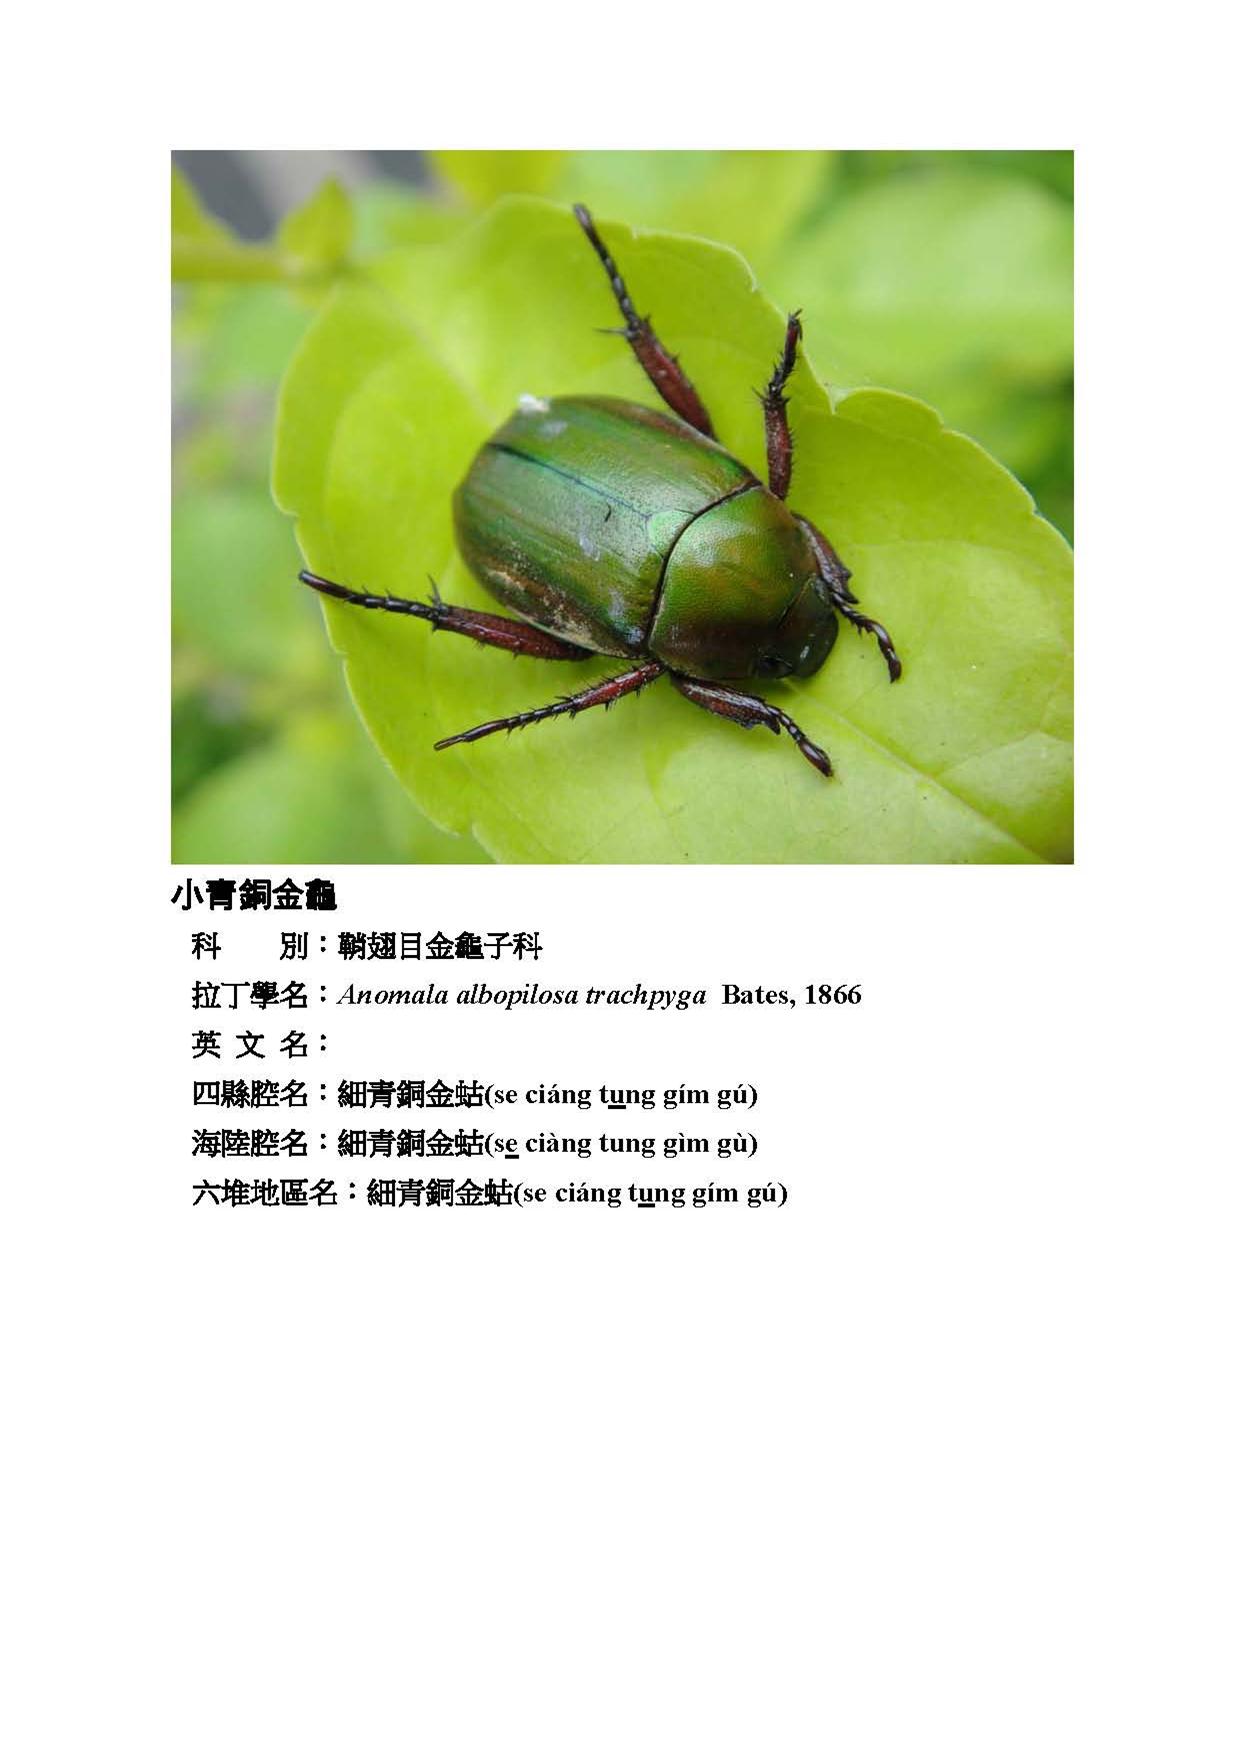 小青銅金龜
科　　別：鞘翅目金龜子科
拉丁學名：Anomala albopilosa trachpyga Bates, 1866
英 文 名：
四縣腔名：細青銅金蛄(se ciáng tung gím gú)
海陸腔名：細青銅金蛄(se ciàng tung gìm gù)
六堆地區名：細青銅金蛄(se ciáng tung gím gú)